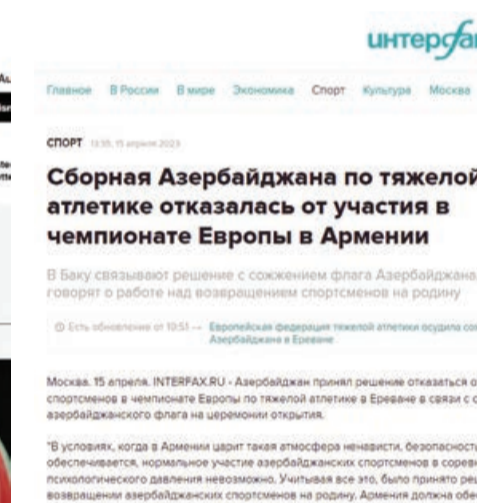 интерфа
Главное В России В мире Экономика Спорт Культура Москва
СПОРТ 13:35, 15 апреля 2023
Сборная Азербайджана по тяжелой
атлетике отказалась от участия в
чемпионате Европы в Армении
В Баку связывают решение с сожжением флага Азербайджана
говорят о работе над возвращением спортсменов на родину
Есть обновление от 10:51 → Европейская федерация тяжелой атлетики осудила со
Азербайджана в Ереване
Москва. 15 апреля. INTERFAX.RU - Азербайджан принял решение отказаться о
спортсменов в чемпионате Европы по тяжелой атлетике в Ереване в связи с с
азербайджанского флага на церемонии открытия.
"В условиях, когда в Армении царит такая атмосфера ненависти, безопасность
обеспечивается, нормальное участие азербайджанских спортсменов в сорев
психологического давления невозможно. Учитывая все это, было принято реш
возвращении азербайджанских спортсменов на родину. Армения должна обе